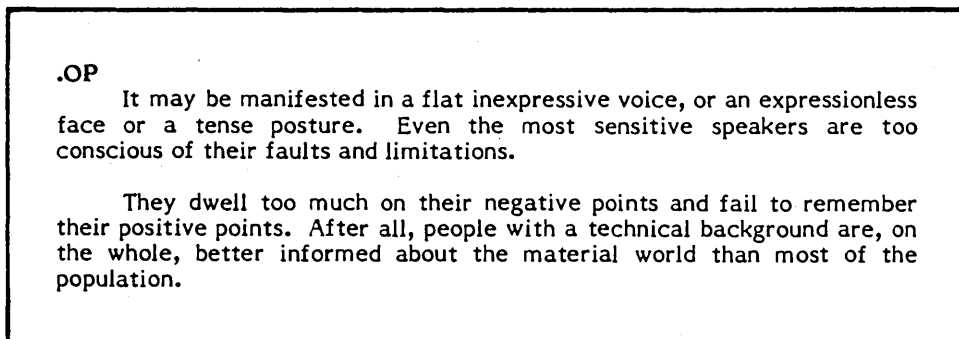 .OP
It may be manifested in a flat inexpressive voice, or an expressionless
face or a tense posture. Even the most sensitive speakers are too
conscious of their faults and limitations.
They dwell too much on their negative points and fail to remember
their positive points. After all, people with a technical background are, on
the whole, better informed about the material world than most of the
population.